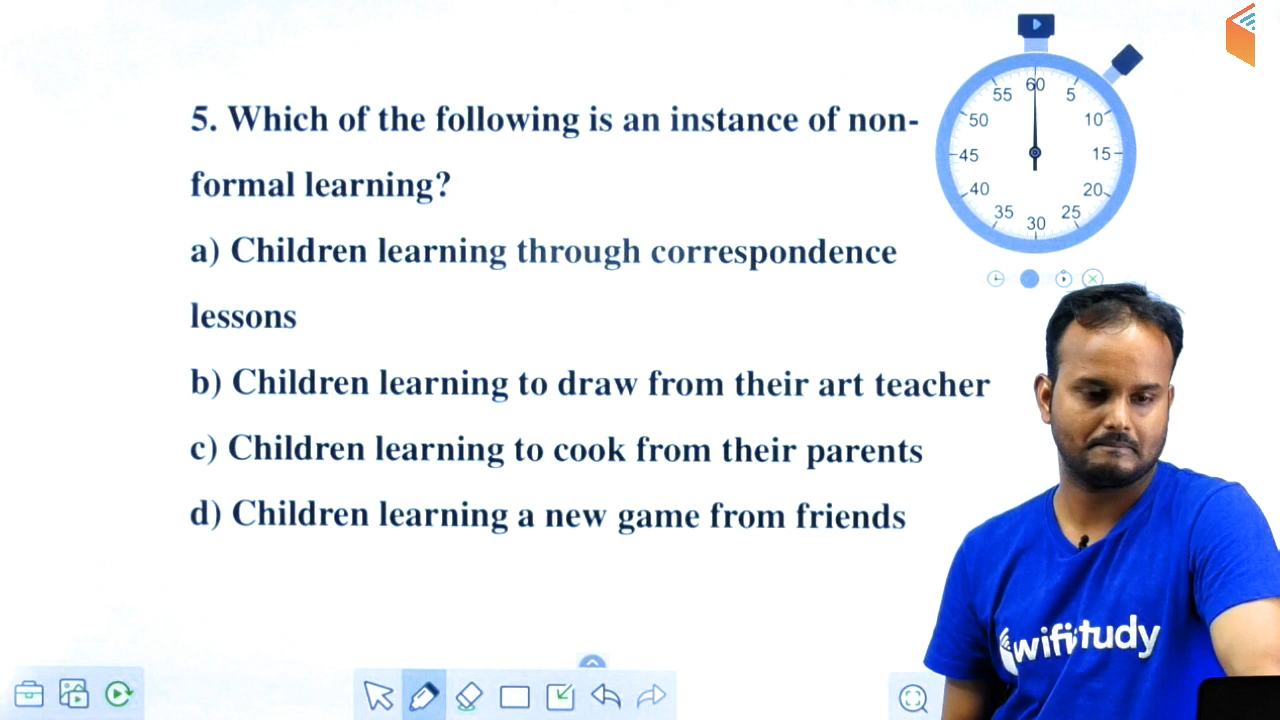 5. Which of the following is an instance of non-
formal learning?
a) Children learning through correspondence
lessons
b) Children learning to draw from their art teacher
c) Children learning to cook from their parents
d) Children learning a new game from friends
60
55
5
50
10
45
15
40
20
35
25
30
wifistudy